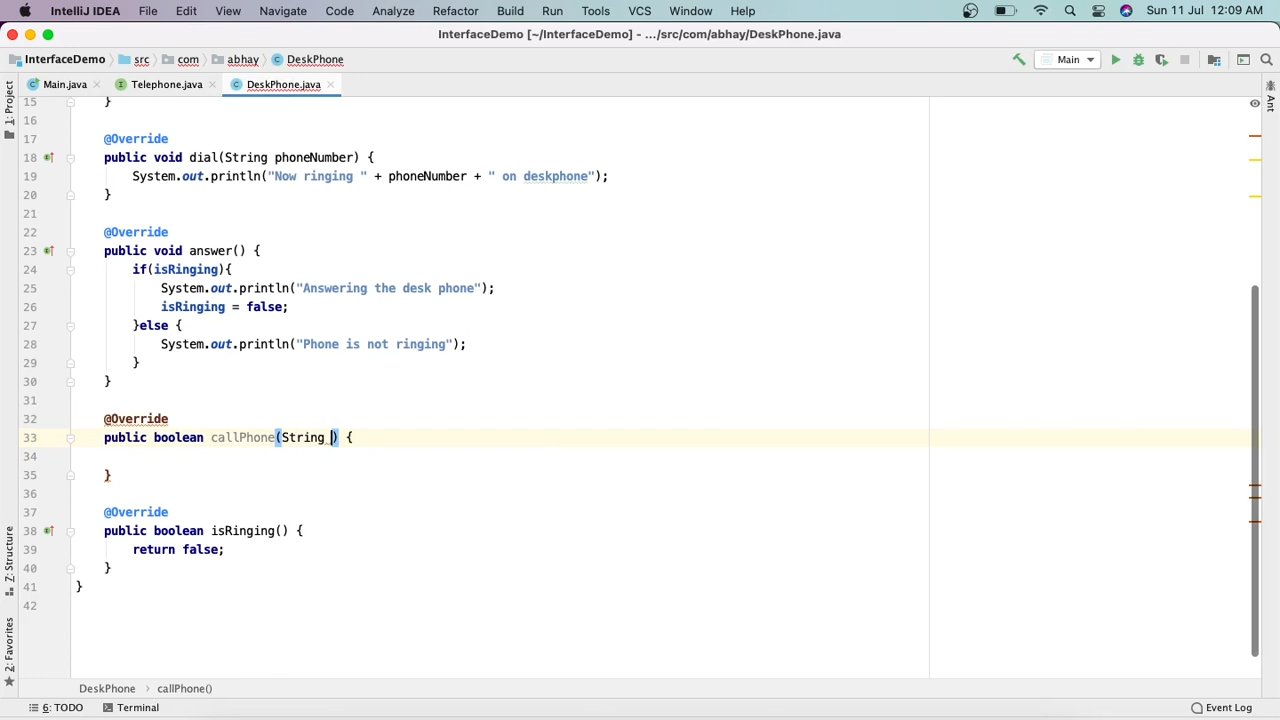 IntelliJ IDEA File Edit View Navigate Code Analyze Refactor Build Run Tools VCS Window Help Sun 11 Jul 12:09 AM
InterfaceDemo [~/InterfaceDemo] - .../src/com/abhay/DeskPhone.java
InterfaceDemo src com abhay DeskPhone Main
Main.java Telephone.java DeskPhone.java
1: Project
Ant
15 }
16
17 @Override
18 public void dial(String phoneNumber) {
19 System.out.println("Now ringing " + phoneNumber + " on deskphone");
20 }
21
22 @Override
23 public void answer() {
24 if(isRinging){
25 System.out.println("Answering the desk phone");
26 isRinging = false;
27 }else {
28 System.out.println("Phone is not ringing");
29 }
30 }
31
32 @Override
33 public boolean callPhone(String ) {
34
35 }
36
37 @Override
38 public boolean isRinging() {
39 return false;
40 }
41 }
42
Z: Structure
2: Favorites
DeskPhone › callPhone()
6: TODO Terminal Event Log